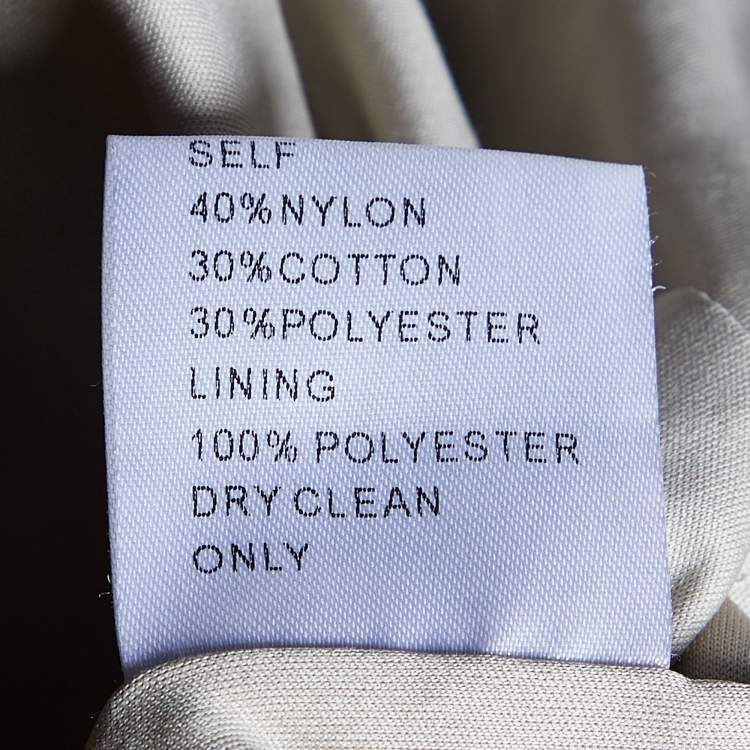 SELF
40% NYLON
30% COTTON
30% POLYESTER
LINING
100% POLYESTER
DRY CLEAN
ONLY